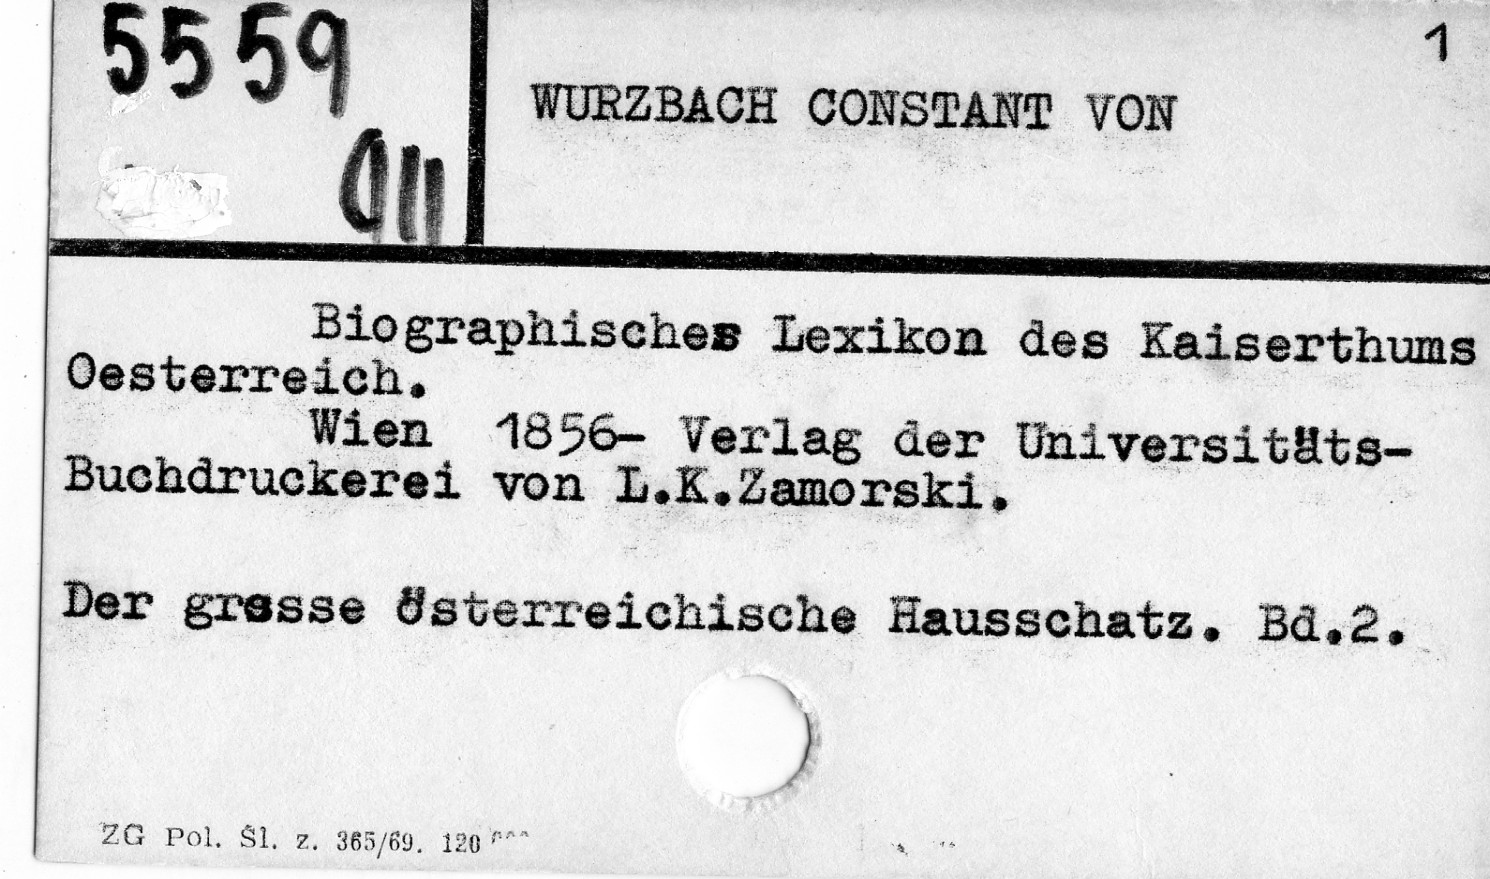 5559
1
WURZBACH CONSTANT VON
Biographisches Lexikon des Kaiserthums
Oesterreich.
Wien 1856- Verlag der Universitäts-
Buchdruckerei von L.K.Zamorski.
Der grosse österreichische Hausschatz. Bd.2.
ZG Pol. Śl. z. 365/69. 120